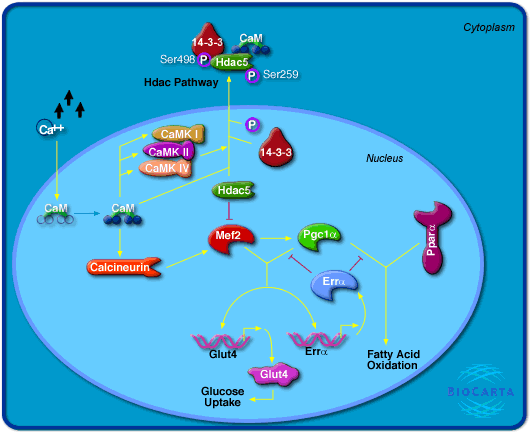 Cytoplasm
14-3-3
CaM
Ser498
P
Hdac5
P
Ser259
Hdac Pathway
Ca++
CaMK I
P
CaMK II
14-3-3
Nucleus
CaMK IV
Hdac5
CaM
CaM
Mef2
Pgc1α
Pparα
Calcineurin
Errα
Glut4
Errα
Fatty Acid
Oxidation
Glut4
Glucose
Uptake
BIOCARTA